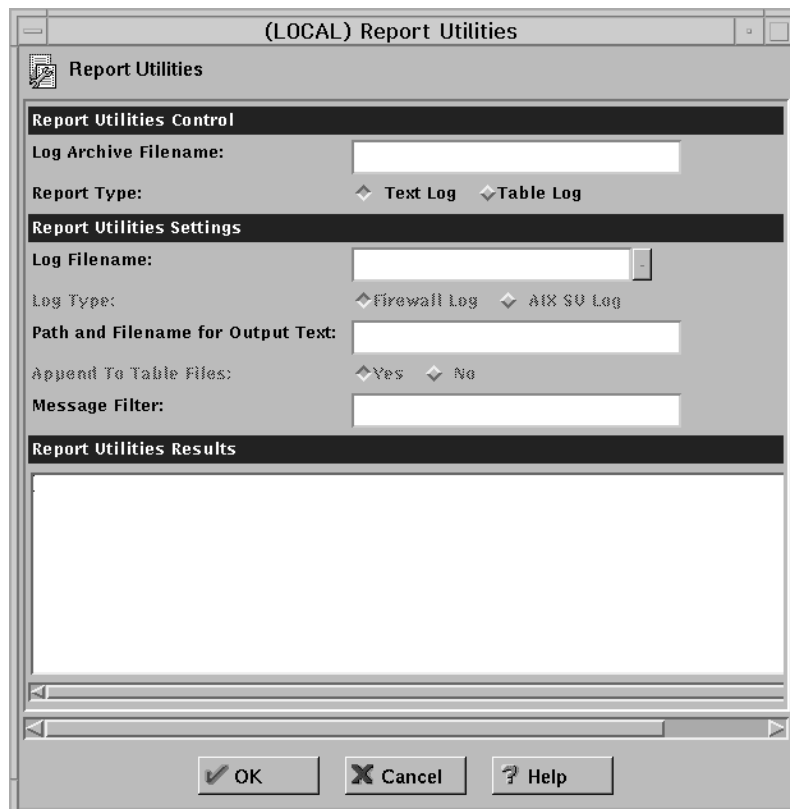 (LOCAL) Report Utilities
Report Utilities
Report Utilities Control
Log Archive Filename:
Report Type: Text Log Table Log
Report Utilities Settings
Log Filename:
Log Type: Firewall Log AIX SU Log
Path and Filename for Output Text:
Append To Table Files: Yes No
Message Filter:
Report Utilities Results
OK Cancel ? Help